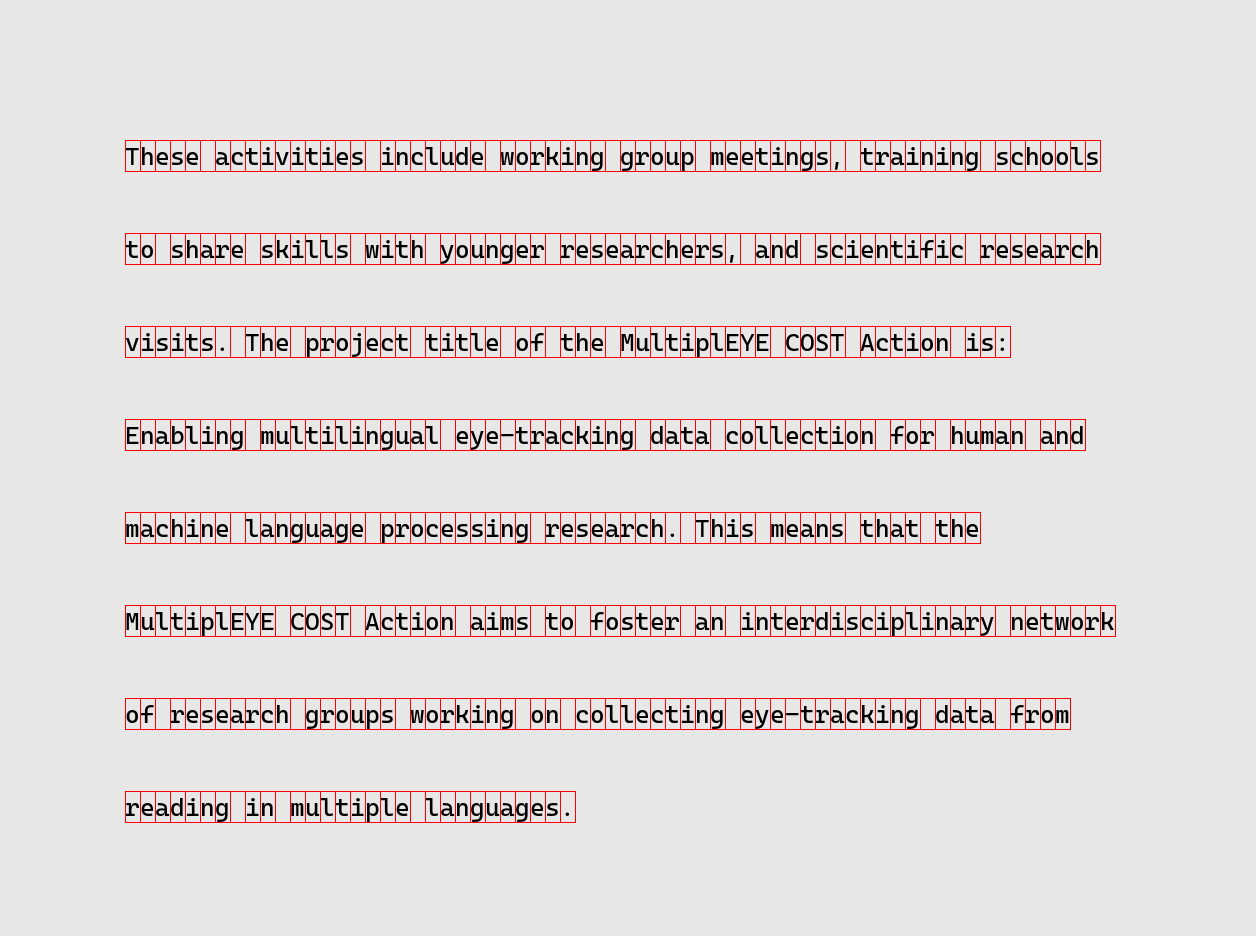 These activities include working group meetings, training schools
to share skills with younger researchers, and scientific research
visits. The project title of the MultiplEYE COST Action is:
Enabling multilingual eye-tracking data collection for human and
machine language processing research. This means that the
MultiplEYE COST Action aims to foster an interdisciplinary network
of research groups working on collecting eye-tracking data from
reading in multiple languages.